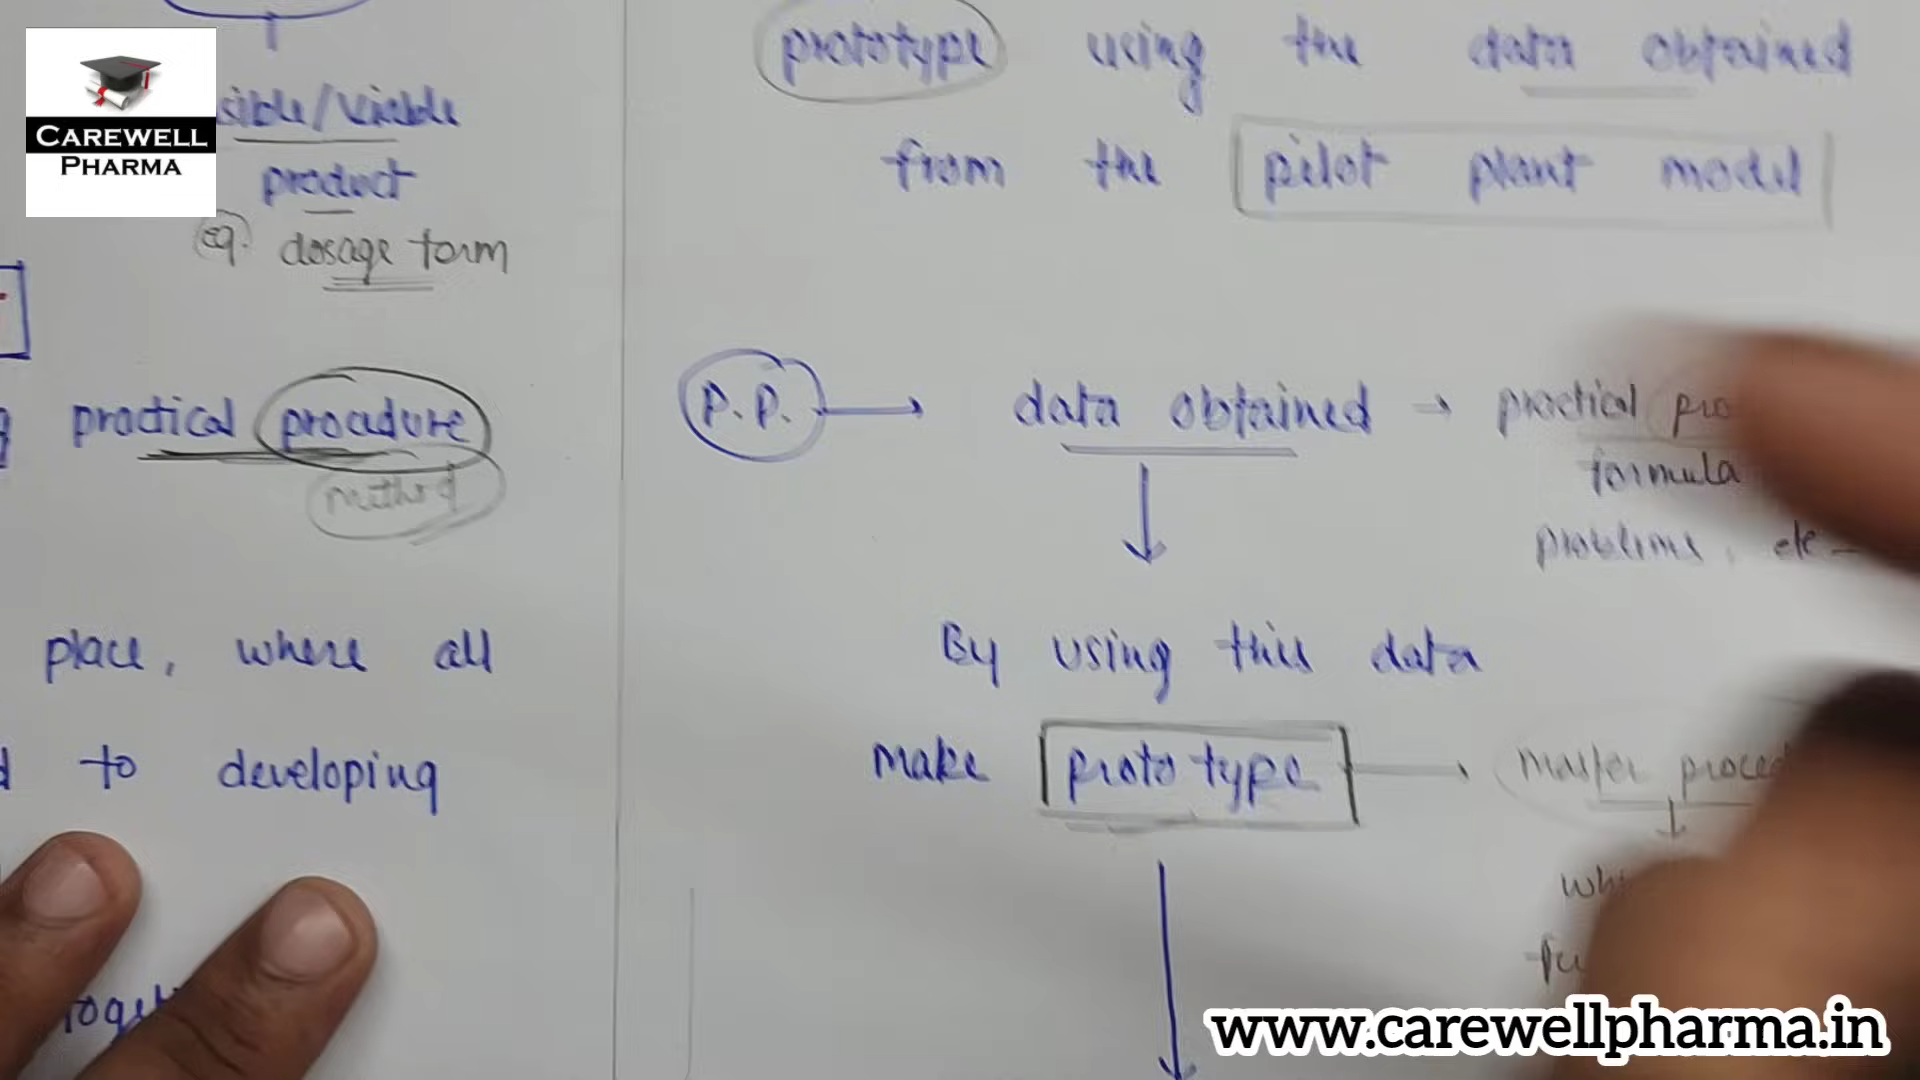 CAREWELL
PHARMA
sible/viable
product
eg. dosage form
practical procedure
method
place, where all
to developing
prototype using the data obtained
from the pilot plant model
P.P. → data obtained → practical
formula
problems, etc
By using this data
make prototype
master
www.carewellpharma.in